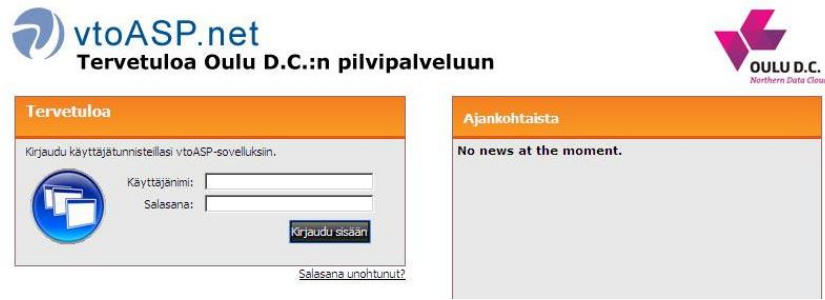 vtoASP.net
Tervetuloa Oulu D.C.:n pilvipalveluun
OULU D.C.
Northern Data Cloud
Tervetuloa
Kirjaudu käyttäjätunnisteillasi vtoASP-sovelluksiin.
Käyttäjänimi:
Salasana:
Kirjaudu sisään
Salasana unohtunut?
Ajankohtaista
No news at the moment.